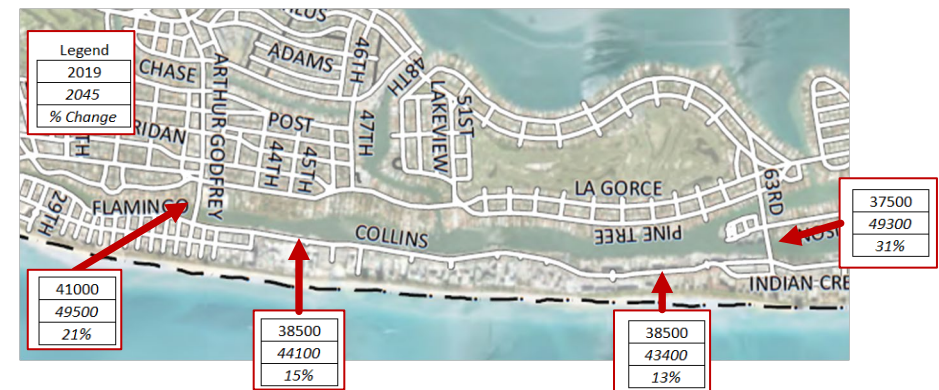 Legend
2019
2045
% Change
ADAMS
46TH
48TH
CHASE
ARTHUR GODFREY
POST
44TH
45TH
47TH
LAKEVIEW
51ST
LA GORCE
63RD
PINE TREE
29TH
FLAMINGO
COLLINS
INDIAN CRE
37500
49300
31%
41000
49500
21%
38500
44100
15%
38500
43400
13%